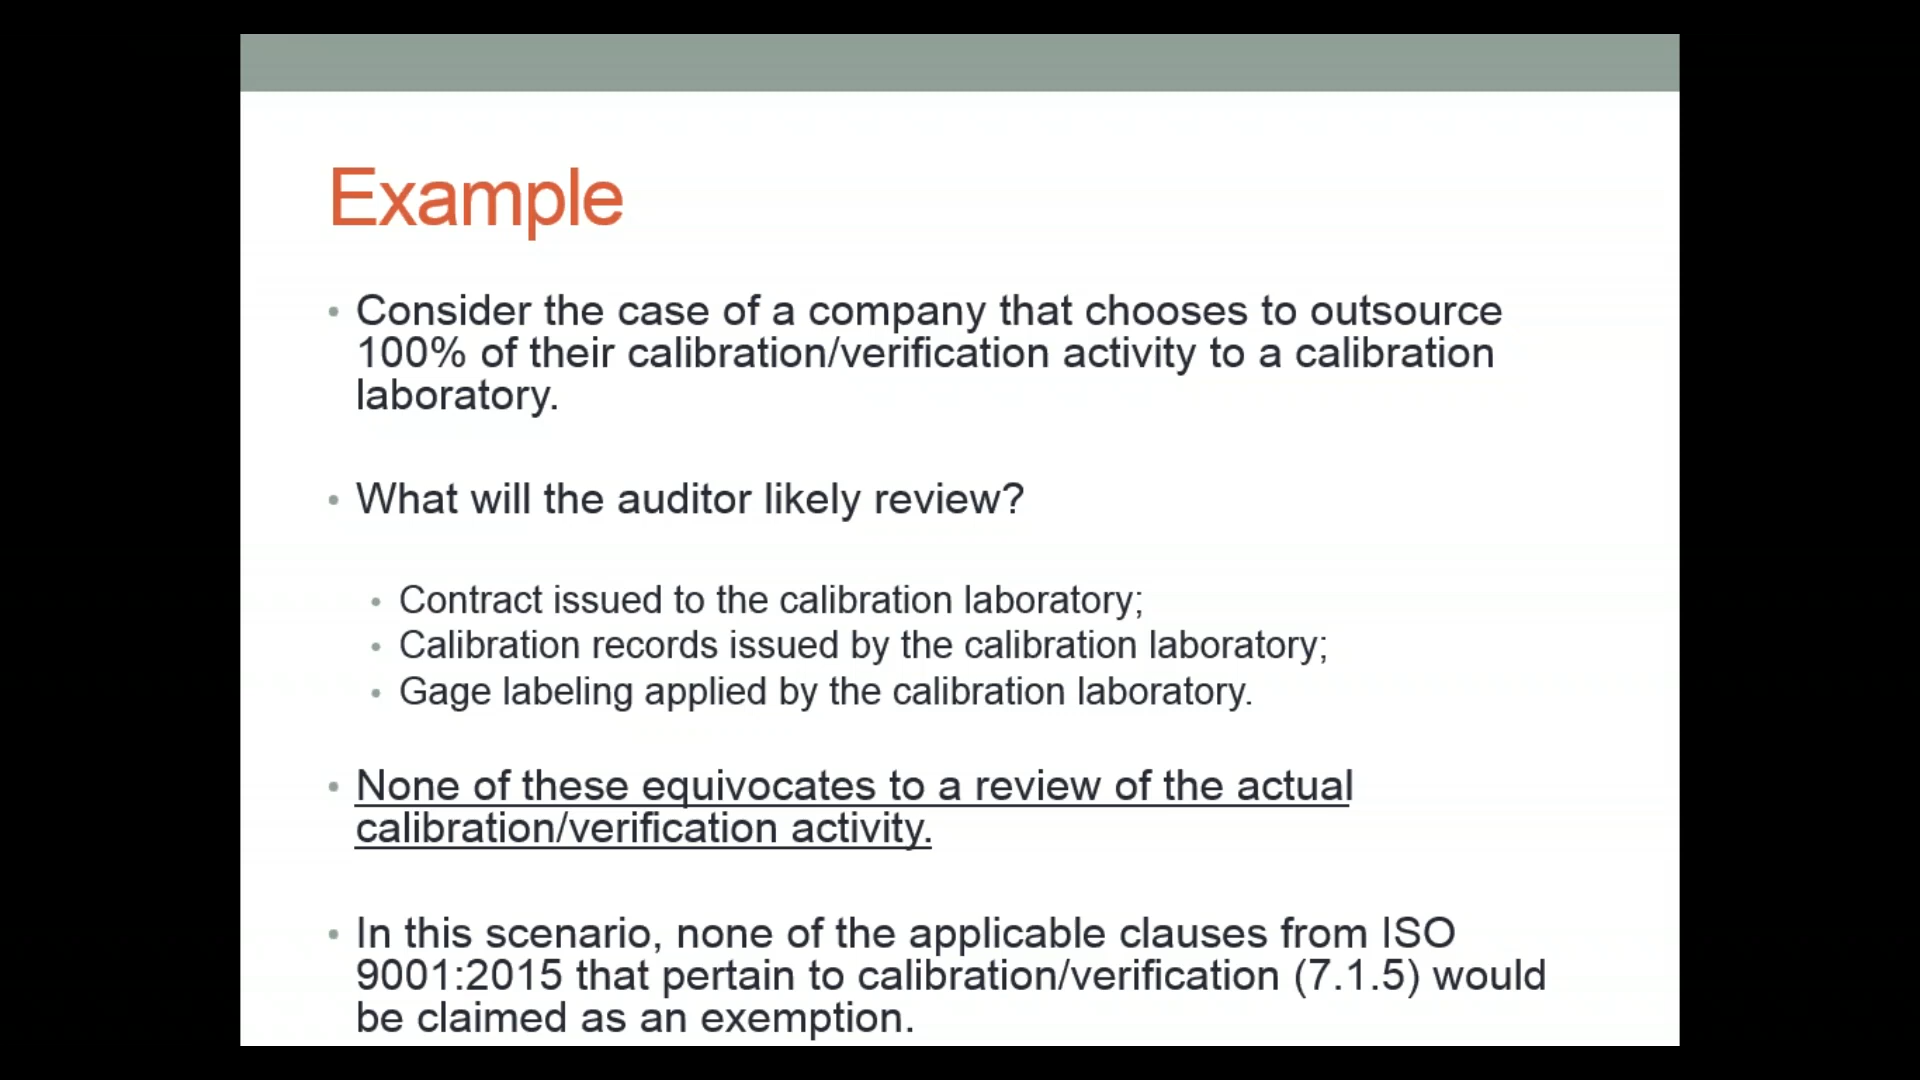 Example
• Consider the case of a company that chooses to outsource
100% of their calibration/verification activity to a calibration
laboratory.
• What will the auditor likely review?
• Contract issued to the calibration laboratory;
• Calibration records issued by the calibration laboratory;
• Gage labeling applied by the calibration laboratory.
• None of these equivocates to a review of the actual
calibration/verification activity.
• In this scenario, none of the applicable clauses from ISO
9001:2015 that pertain to calibration/verification (7.1.5) would
be claimed as an exemption.